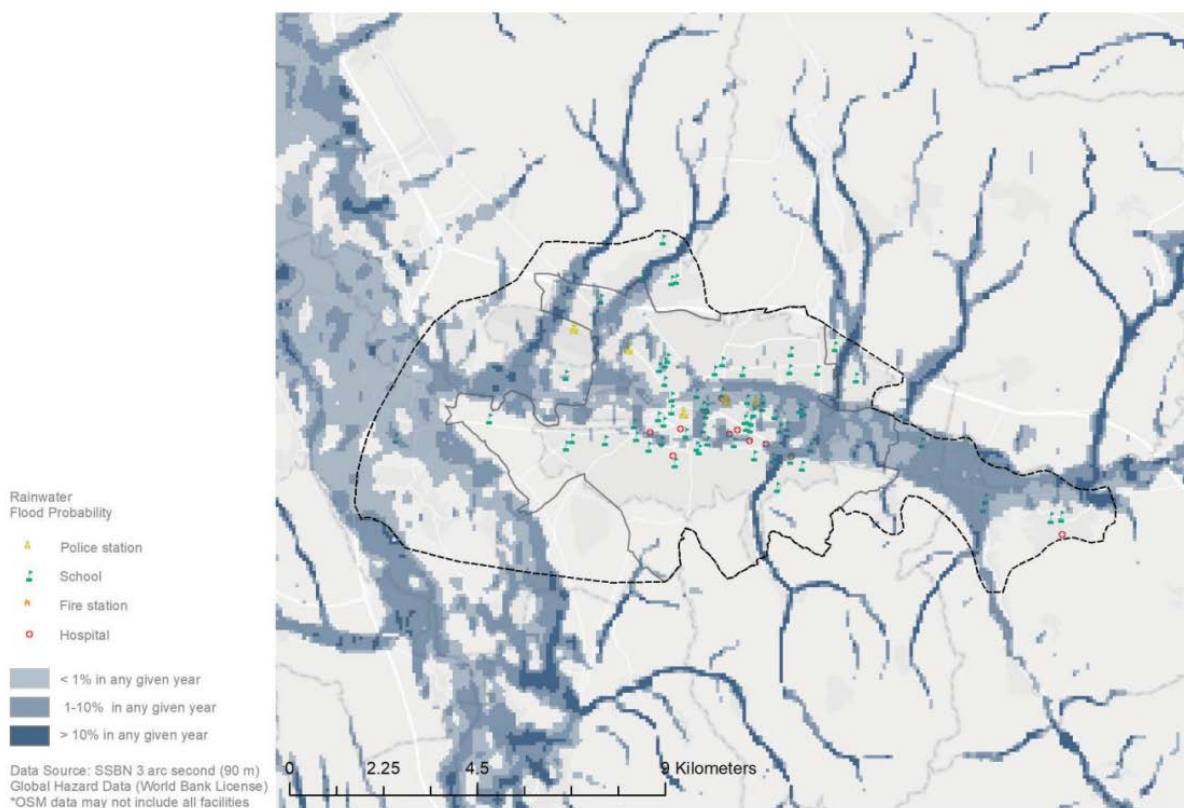 Rainwater
Flood Probability
Police station
School
Fire station
Hospital
< 1% in any given year
1-10% in any given year
> 10% in any given year
Data Source: SSBN 3 arc second (90 m)
Global Hazard Data (World Bank License)
*OSM data may not include all facilities
0 2.25 4.5 9 Kilometers